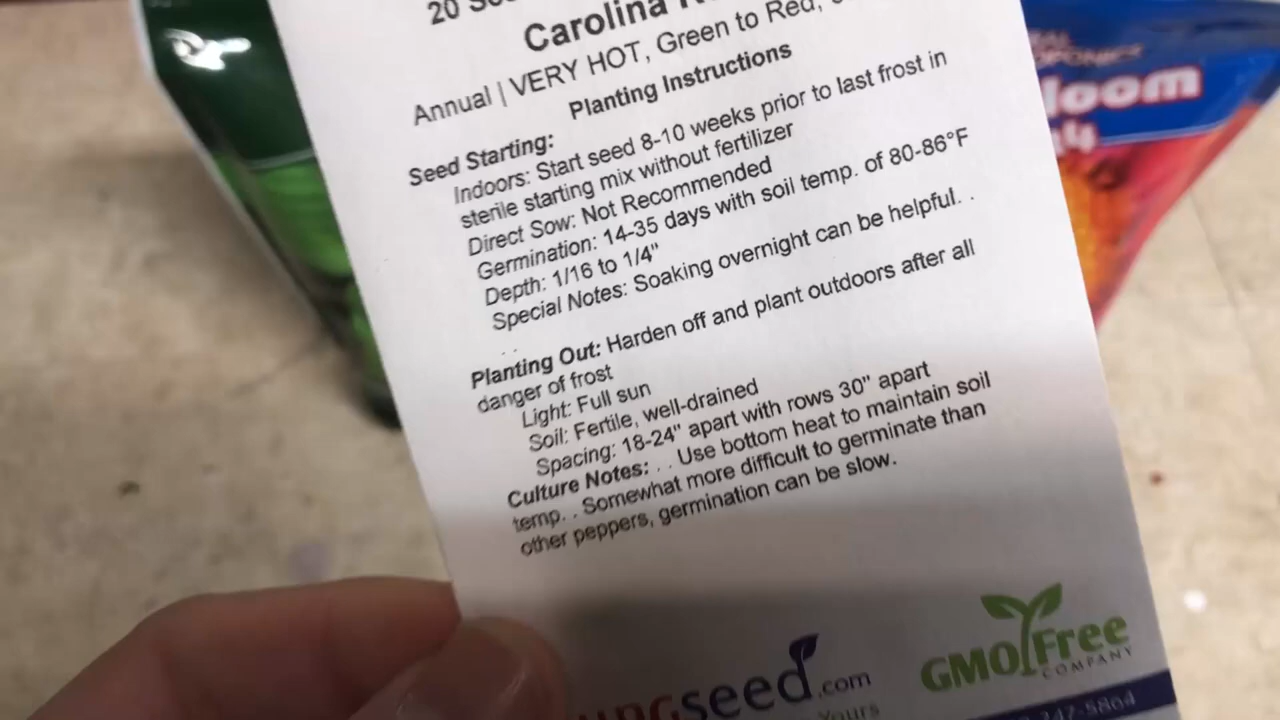 20
Carolina
Annual | VERY HOT, Green to Red,
Planting Instructions
Seed Starting:
Indoors: Start seed 8-10 weeks prior to last frost in
sterile starting mix without fertilizer
Direct Sow: Not Recommended
Germination: 14-35 days with soil temp. of 80-86°F
Depth: 1/16 to 1/4"
Special Notes: Soaking overnight can be helpful. .
. .
Planting Out: Harden off and plant outdoors after all
danger of frost
Light: Full sun
Soil: Fertile, well-drained
Spacing: 18-24" apart with rows 30" apart
Culture Notes: . . Use bottom heat to maintain soil
temp. . Somewhat more difficult to germinate than
other peppers, germination can be slow.
seed.com
Yours
GMO Free
COMPANY
247-5864
loom